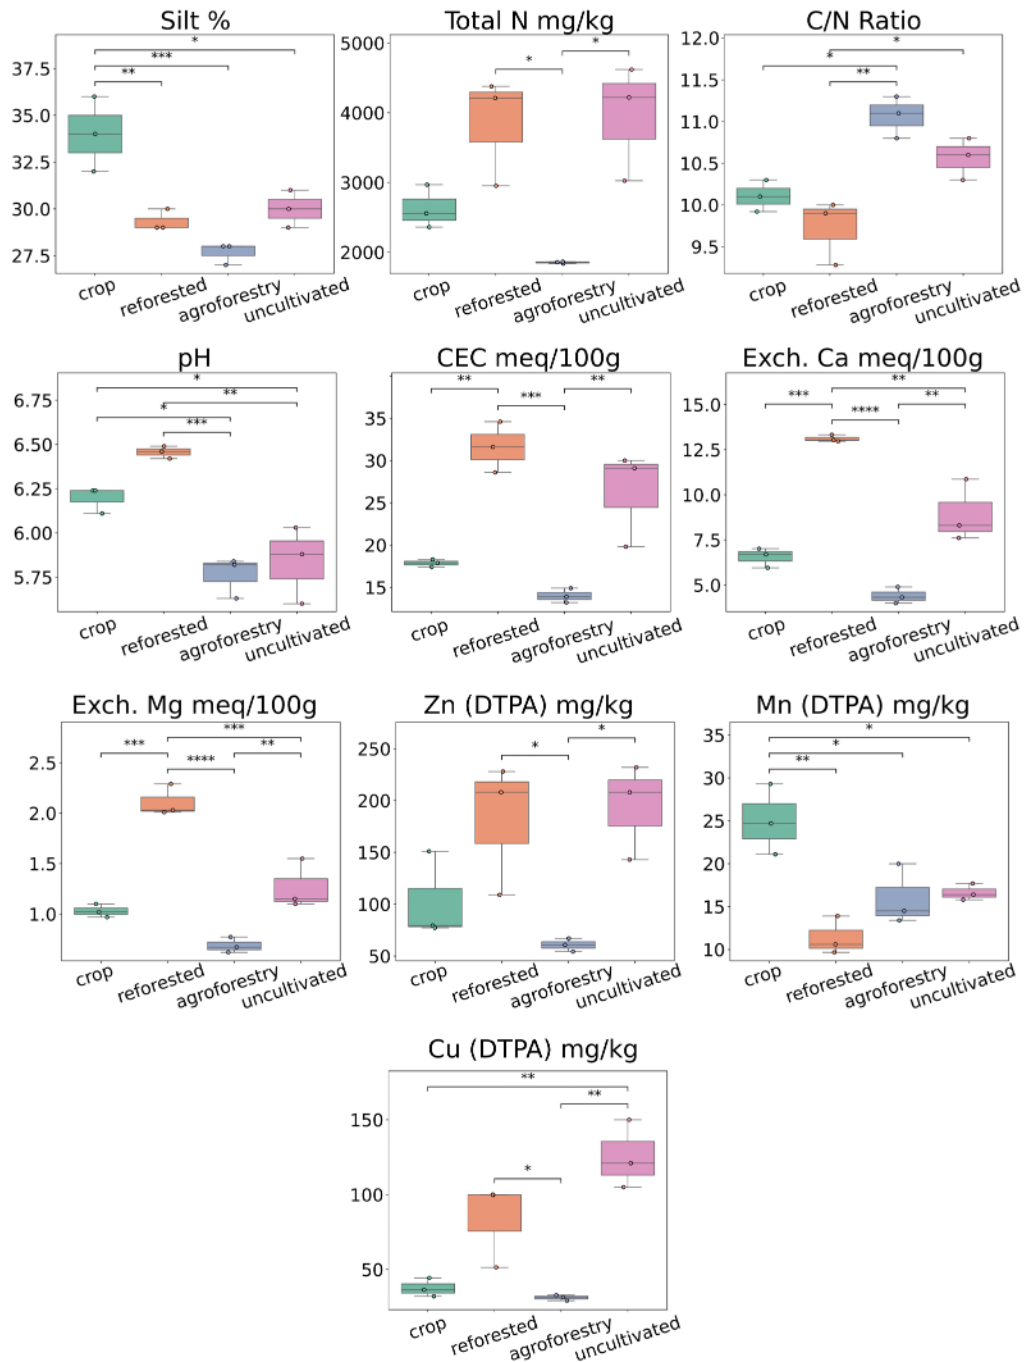 Silt %
*
***
**
37.5
35.0
32.5
30.0
27.5
crop
reforested
agroforestry
uncultivated
Total N mg/kg
*
*
5000
4000
3000
2000
crop
reforested
agroforestry
uncultivated
C/N Ratio
*
*
**
12.0
11.5
11.0
10.5
10.0
9.5
crop
reforested
agroforestry
uncultivated
pH
*
**
*
***
6.75
6.50
6.25
6.00
5.75
crop
reforested
agroforestry
uncultivated
CEC meq/100g
**
***
**
35
30
25
20
15
crop
reforested
agroforestry
uncultivated
Exch. Ca meq/100g
**
***
**
****
15.0
12.5
10.0
7.5
5.0
crop
reforested
agroforestry
uncultivated
Exch. Mg meq/100g
***
***
**
****
2.5
2.0
1.5
1.0
crop
reforested
agroforestry
uncultivated
Zn (DTPA) mg/kg
*
*
250
200
150
100
50
crop
reforested
agroforestry
uncultivated
Mn (DTPA) mg/kg
*
*
**
35
30
25
20
15
10
crop
reforested
agroforestry
uncultivated
Cu (DTPA) mg/kg
**
**
*
150
100
50
crop
reforested
agroforestry
uncultivated